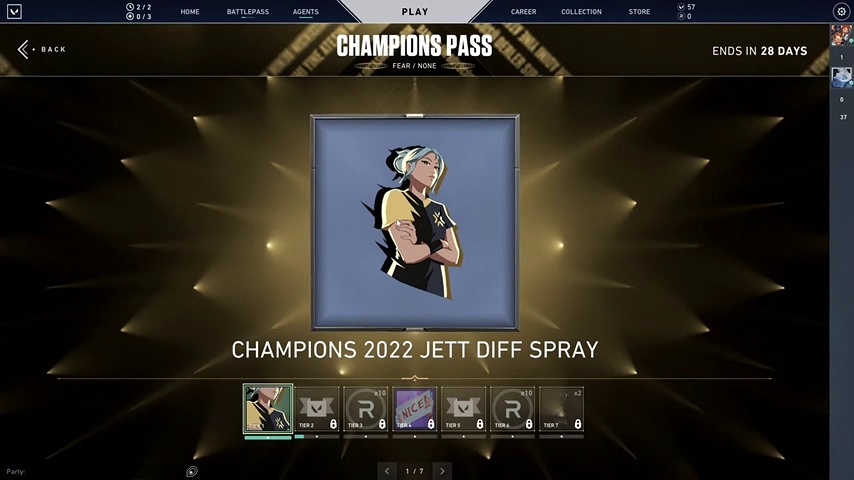 2 / 2
0 / 3
HOME
BATTLEPASS
AGENTS
PLAY
CAREER
COLLECTION
STORE
57
0
BACK
CHAMPIONS PASS
FEAR / NONE
ENDS IN 28 DAYS
1
0
37
CHAMPIONS 2022 JETT DIFF SPRAY
TIER 2
x10
TIER 3
NICE!
TIER 4
TIER 5
x10
TIER 6
x2
TIER 7
Party:
1 / 7